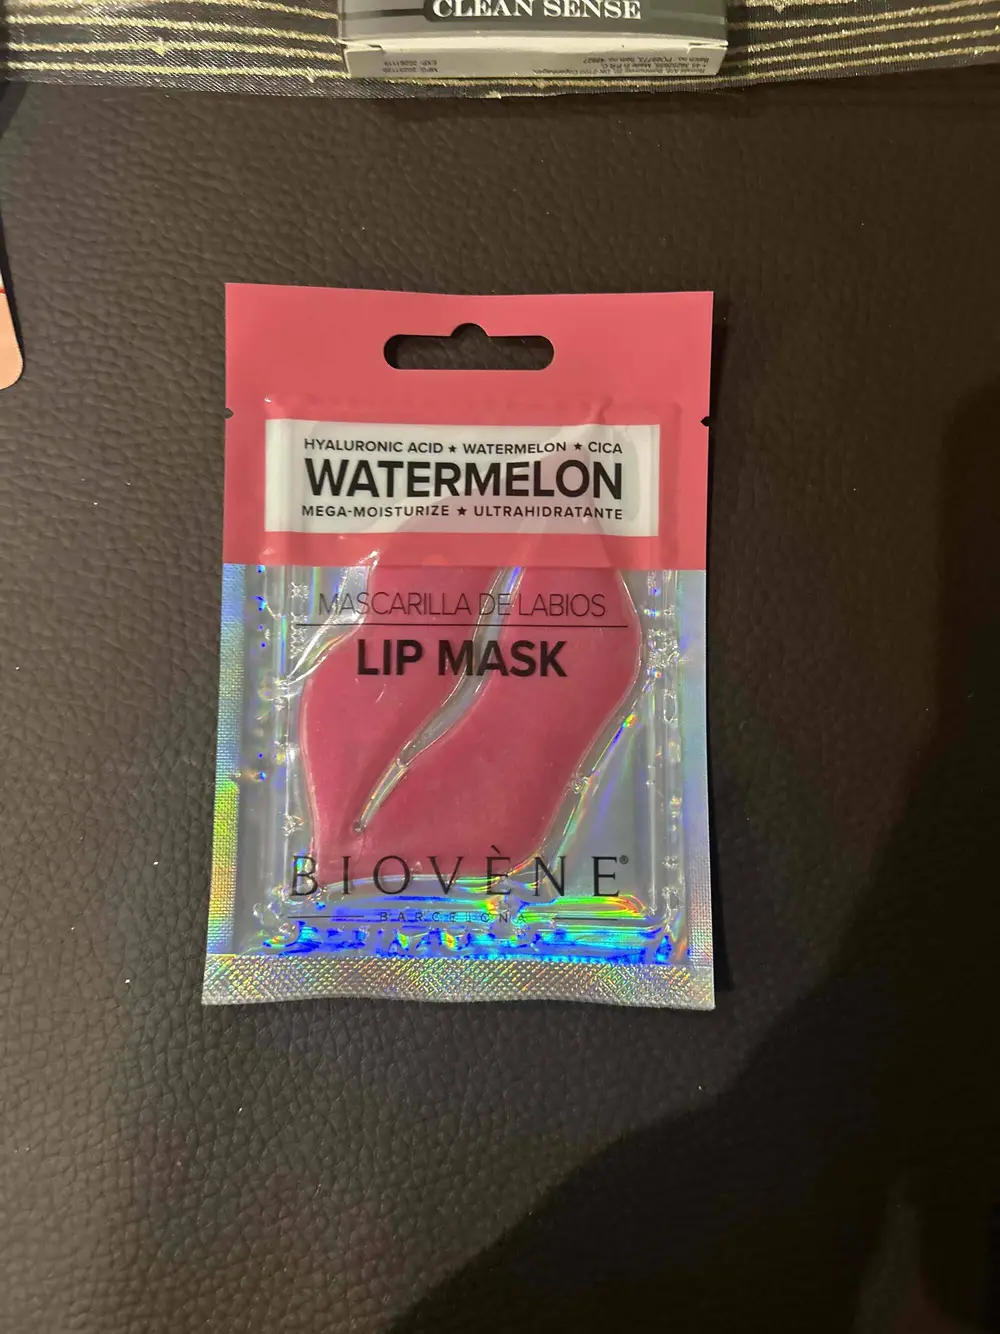 CLEAN SENSE
HYALURONIC ACID ★ WATERMELON ★ CICA
WATERMELON
MEGA-MOISTURIZE ★ ULTRAHIDRATANTE
MASCARILLA DE LABIOS
LIP MASK
BIOVÈNE®
BARCELONA